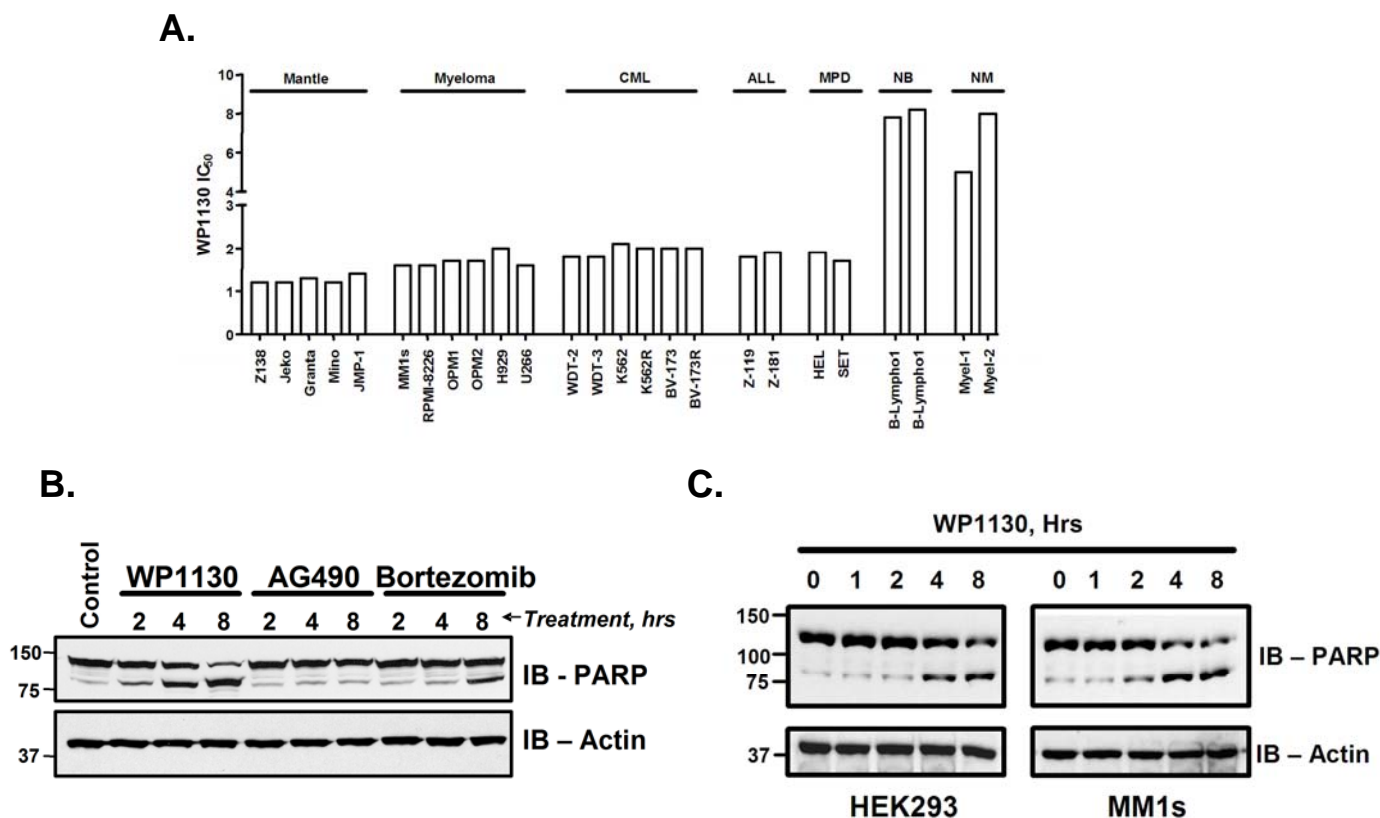 A.
Mantle Myeloma CML ALL MPD NB NM
WP1130 IC50
10
8
6
4
3
2
1
0
Z138 Jeko Granta Mino JMP-1 MM1s RPMI-8226 OPM1 OPM2 H929 U266 WDT-2 WDT-3 K562 K562R BV-173 BV-173R Z-119 Z-181 HEL SET B-Lympho1 B-Lympho1 Myel-1 Myel-2
B.
Control WP1130 AG490 Bortezomib
2 4 8 2 4 8 2 4 8 ←Treatment, hrs
150
75
IB - PARP
37
IB – Actin
C.
WP1130, Hrs
0 1 2 4 8 0 1 2 4 8
150
100
75
IB – PARP
37
IB – Actin
HEK293 MM1s